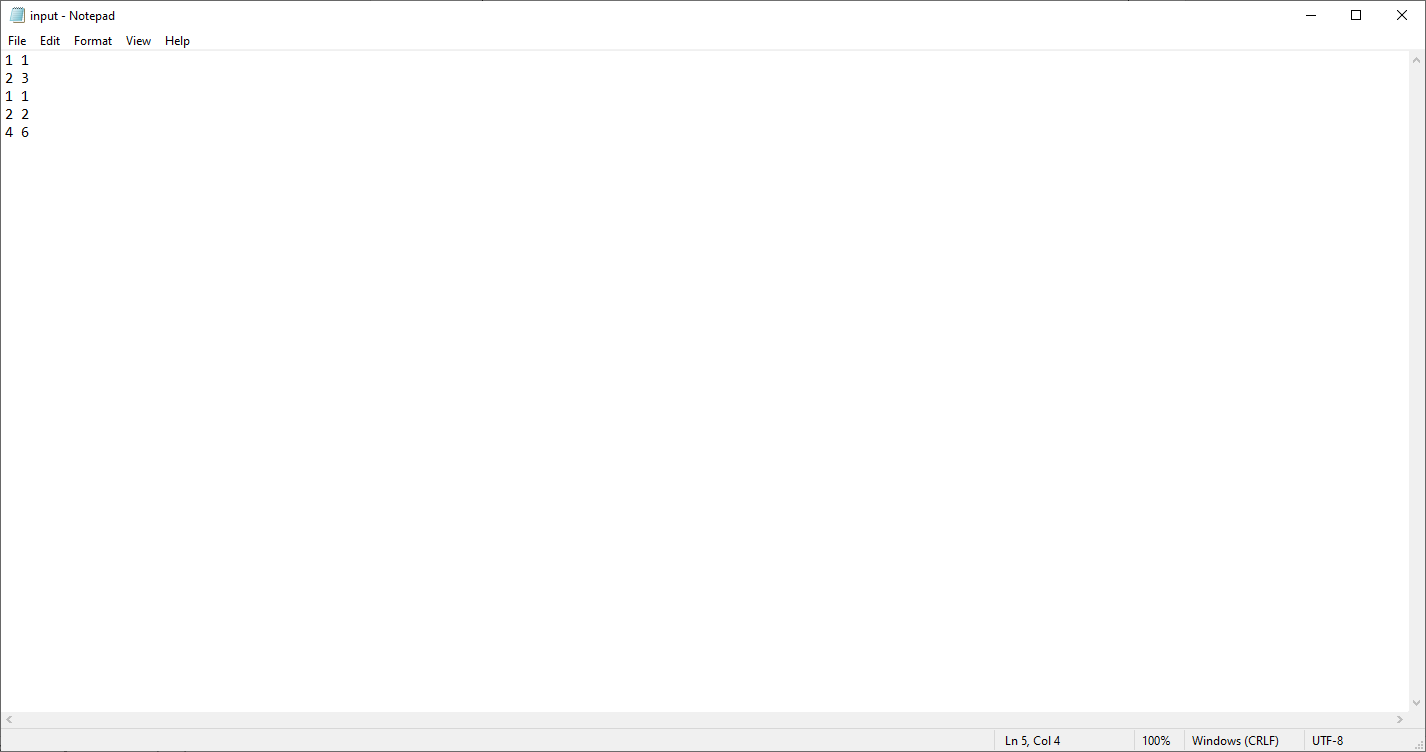 input - Notepad
File Edit Format View Help
1 1
2 3
1 1
2 2
4 6
Ln 5, Col 4 100% Windows (CRLF) UTF-8